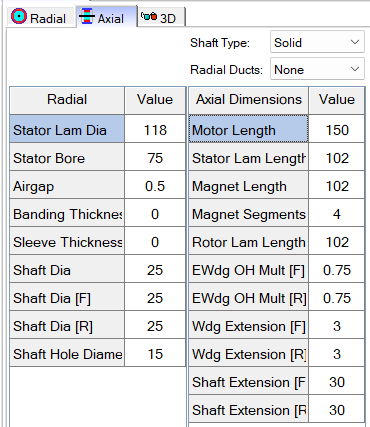 Radial Axial 3D
Shaft Type: Solid
Radial Ducts: None
Radial Value
Stator Lam Dia 118
Stator Bore 75
Airgap 0.5
Banding Thicknes 0
Sleeve Thickness 0
Shaft Dia 25
Shaft Dia [F] 25
Shaft Dia [R] 25
Shaft Hole Diame 15
Axial Dimensions Value
Motor Length 150
Stator Lam Length 102
Magnet Length 102
Magnet Segments 4
Rotor Lam Length 102
EWdg OH Mult [F] 0.75
EWdg OH Mult [R] 0.75
Wdg Extension [F] 3
Wdg Extension [R] 3
Shaft Extension [F 30
Shaft Extension [R 30